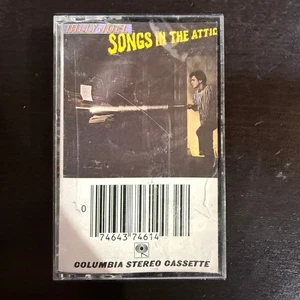 BILLY JOEL
SONGS IN THE ATTIC
0
74643 74614
COLUMBIA STEREO CASSETTE